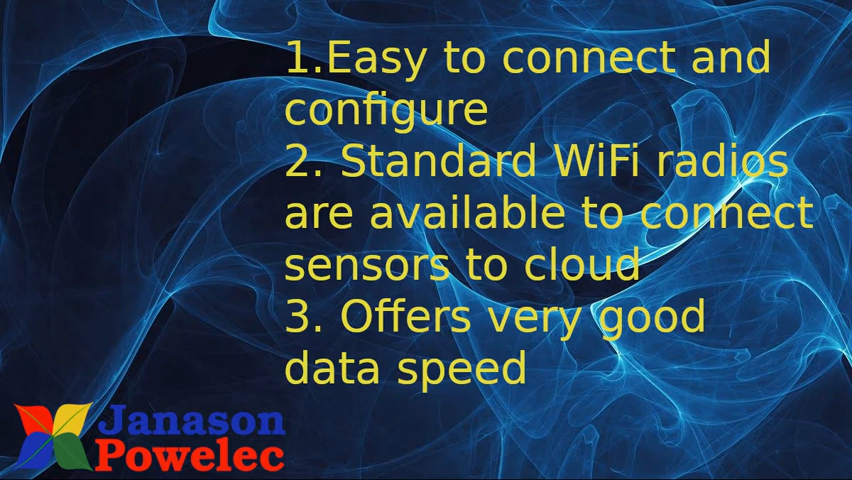 1.Easy to connect and
configure
2. Standard WiFi radios
are available to connect
sensors to cloud
3. Offers very good
data speed
Janason
Powelec